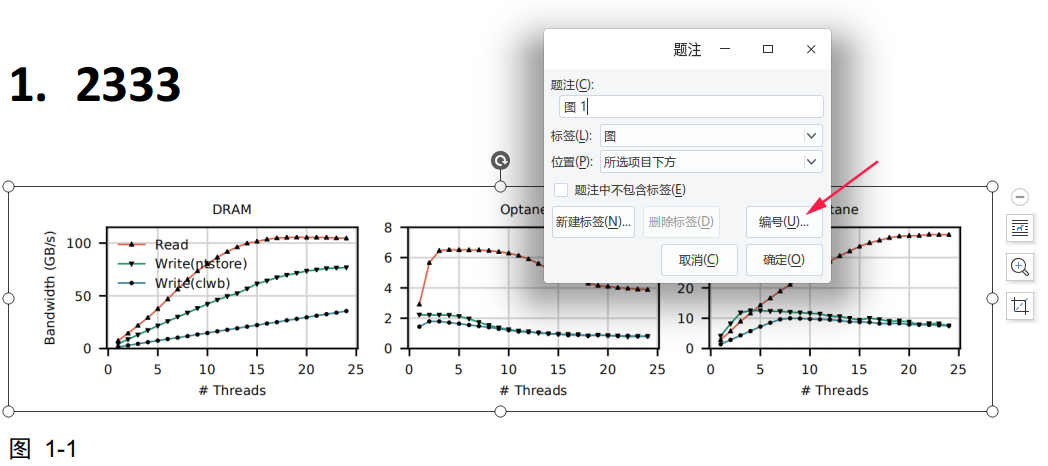 1. 2333
题注
题注(C):
图 1
标签(L): 图
位置(P): 所选项目下方
题注中不包含标签(E)
新建标签(N)... 删除标签(D) 编号(U)...
取消(C) 确定(O)
DRAM
Bandwidth (GB/s)
100
50
0
Read
Write(ntstore)
Write(clwb)
0 5 10 15 20 25
# Threads
Optane
8
6
4
2
0
0 5 10 15 20 25
# Threads
tane
20
10
0
0 5 10 15 20 25
# Threads
图 1-1